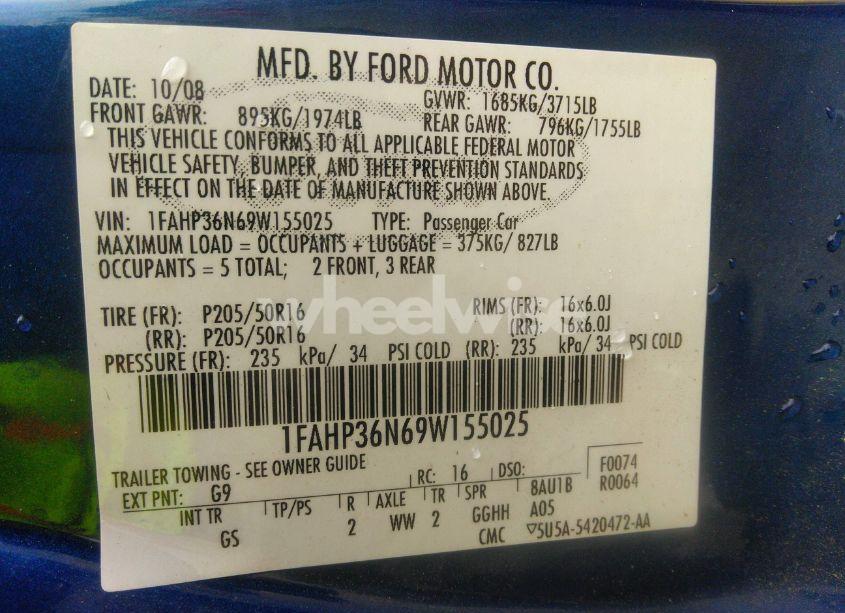 MFD. BY FORD MOTOR CO.
DATE: 10/08 GVWR: 1685KG/3715LB
FRONT GAWR: 895KG/1974LB REAR GAWR: 796KG/1755LB
THIS VEHICLE CONFORMS TO ALL APPLICABLE FEDERAL MOTOR
VEHICLE SAFETY, BUMPER, AND THEFT PREVENTION STANDARDS
IN EFFECT ON THE DATE OF MANUFACTURE SHOWN ABOVE.
VIN: 1FAHP36N69W155025 TYPE: Passenger Car
MAXIMUM LOAD = OCCUPANTS + LUGGAGE = 375KG/ 827LB
OCCUPANTS = 5 TOTAL; 2 FRONT, 3 REAR
wheelwise
TIRE (FR): P205/50R16 RIMS (FR): 16x6.0J
(RR): P205/50R16 (RR): 16x6.0J
PRESSURE (FR): 235 kPa/ 34 PSI COLD (RR): 235 kPa/ 34 PSI COLD
1FAHP36N69W155025
TRAILER TOWING - SEE OWNER GUIDE F0074
EXT PNT: G9 RC: 16 DSO: R0064
INT TR TP/PS R AXLE TR SPR 8AU1B
GS 2 WW 2 GGHH A05
CMC ▽5U5A-5420472-AA